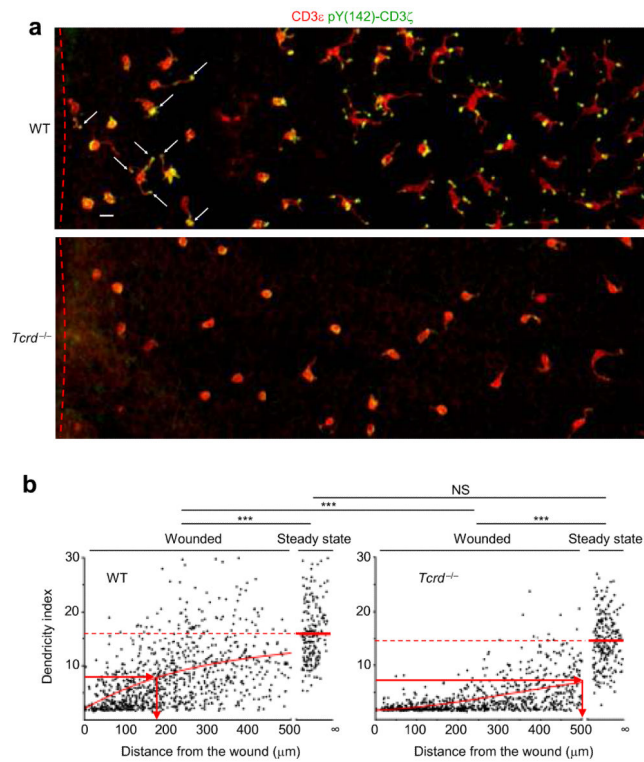 CD3ε pY(142)-CD3ζ
a
WT
Tcrd–/–
b
NS
***
*** ***
Wounded Steady state Wounded Steady state
30 30
WT Tcrd–/–
20 20
10 10
Dendricity index
0 100 200 300 400 500 ∞ 0 100 200 300 400 500 ∞
Distance from the wound (μm) Distance from the wound (μm)